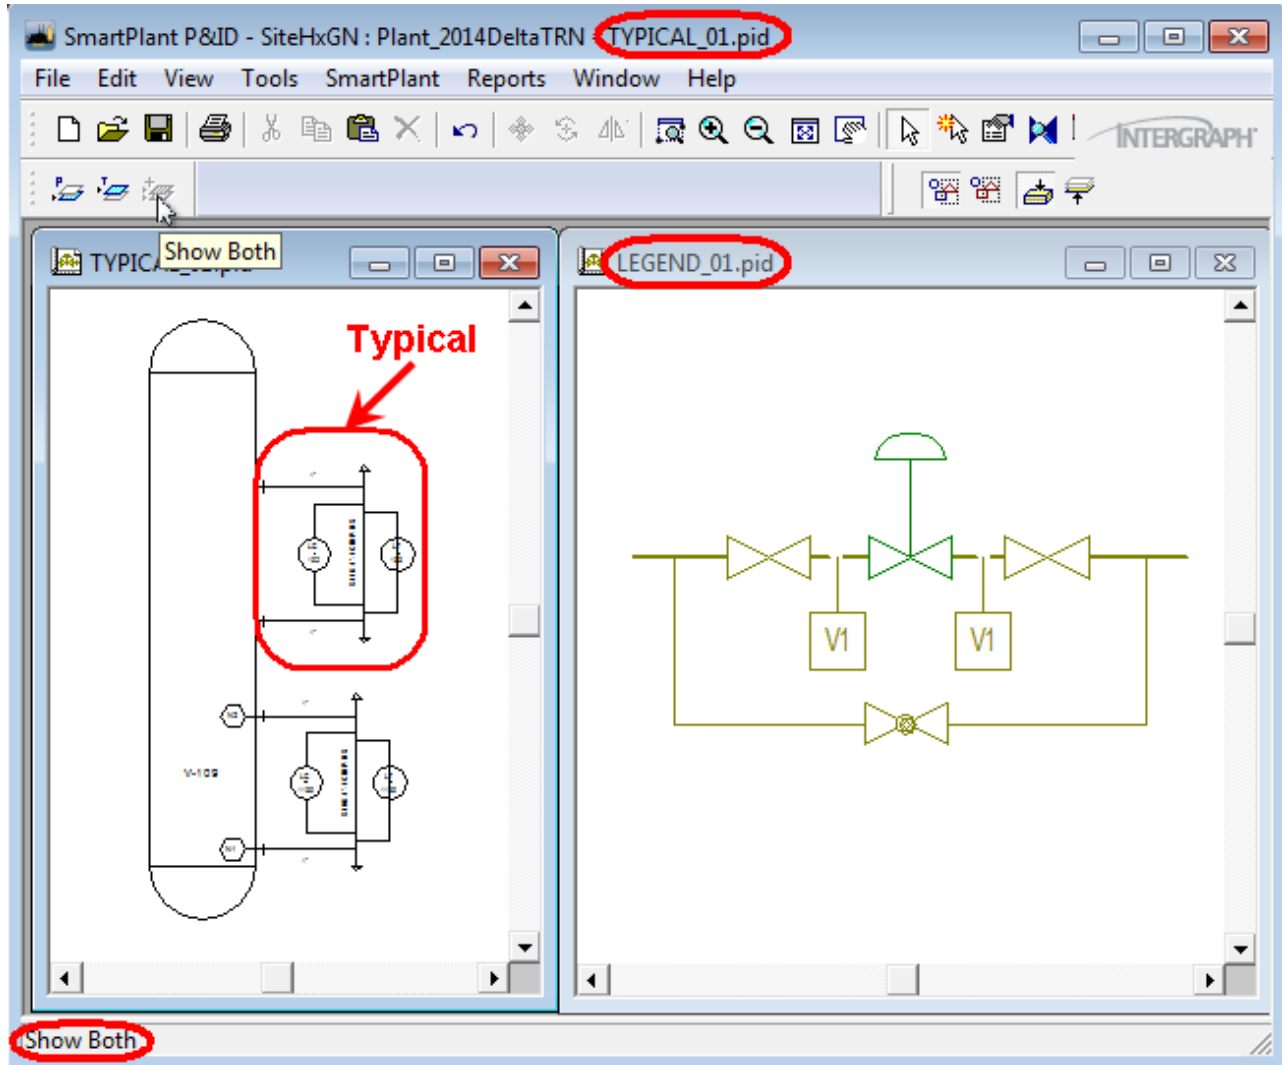 SmartPlant P&ID - SiteHxGN : Plant_2014DeltaTRN - TYPICAL_01.pid
File Edit View Tools SmartPlant Reports Window Help
INTERGRAPH
Show Both
LEGEND_01.pid
Typical
V1 V1
V-109
Show Both